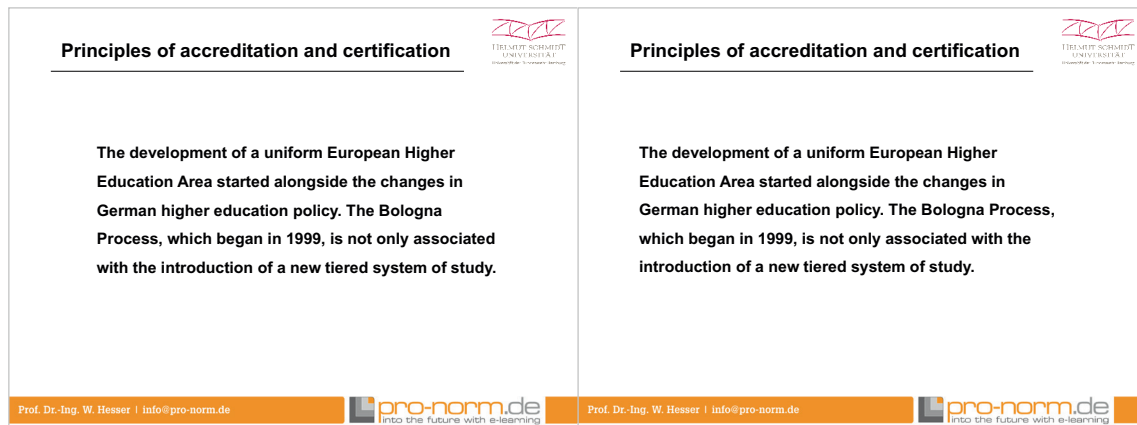 Principles of accreditation and certification
HELMUT SCHMIDT
UNIVERSITÄT
The development of a uniform European Higher
Education Area started alongside the changes in
German higher education policy. The Bologna
Process, which began in 1999, is not only associated
with the introduction of a new tiered system of study.
Prof. Dr.-Ing. W. Hesser | info@pro-norm.de
pro-norm.de
into the future with e-learning
Principles of accreditation and certification
HELMUT SCHMIDT
UNIVERSITÄT
The development of a uniform European Higher
Education Area started alongside the changes in
German higher education policy. The Bologna Process,
which began in 1999, is not only associated with the
introduction of a new tiered system of study.
Prof. Dr.-Ing. W. Hesser | info@pro-norm.de
pro-norm.de
into the future with e-learning